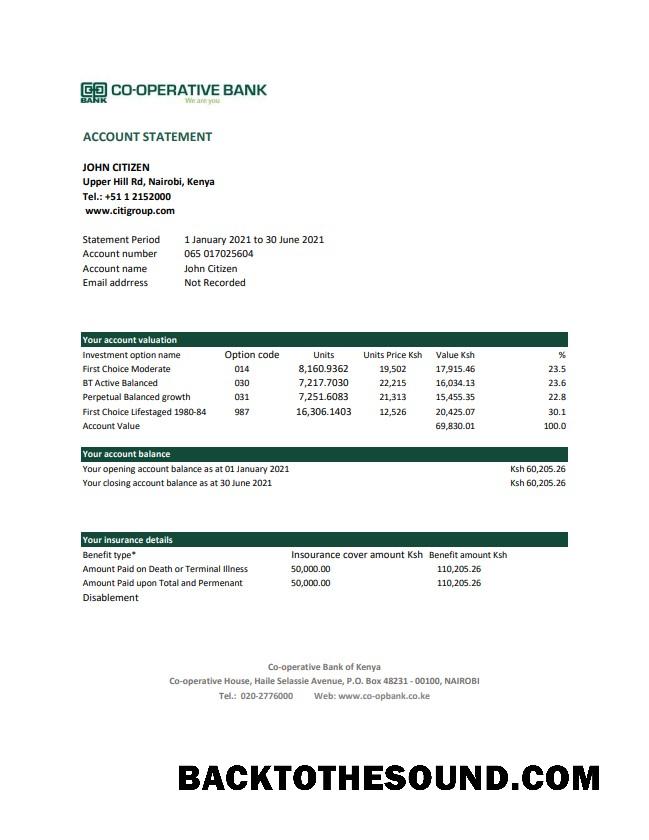 CO-OPERATIVE BANK
BANK
We are you
ACCOUNT STATEMENT
JOHN CITIZEN
Upper Hill Rd, Nairobi, Kenya
Tel.: +51 1 2152000
www.citigroup.com
Statement Period 1 January 2021 to 30 June 2021
Account number 065 017025604
Account name John Citizen
Email addrress Not Recorded
Your account valuation
Investment option name Option code Units Units Price Ksh Value Ksh %
First Choice Moderate 014 8,160.9362 19,502 17,915.46 23.5
BT Active Balanced 030 7,217.7030 22,215 16,034.13 23.6
Perpetual Balanced growth 031 7,251.6083 21,313 15,455.35 22.8
First Choice Lifestaged 1980-84 987 16,306.1403 12,526 20,425.07 30.1
Account Value 69,830.01 100.0
Your account balance
Your opening account balance as at 01 January 2021 Ksh 60,205.26
Your closing account balance as at 30 June 2021 Ksh 60,205.26
Your insurance details
Benefit type* Insourance cover amount Ksh Benefit amount Ksh
Amount Paid on Death or Terminal Illness 50,000.00 110,205.26
Amount Paid upon Total and Permenant 50,000.00 110,205.26
Disablement
Co-operative Bank of Kenya
Co-operative House, Haile Selassie Avenue, P.O. Box 48231 - 00100, NAIROBI
Tel.: 020-2776000 Web: www.co-opbank.co.ke
BACKTOTHESOUND.COM